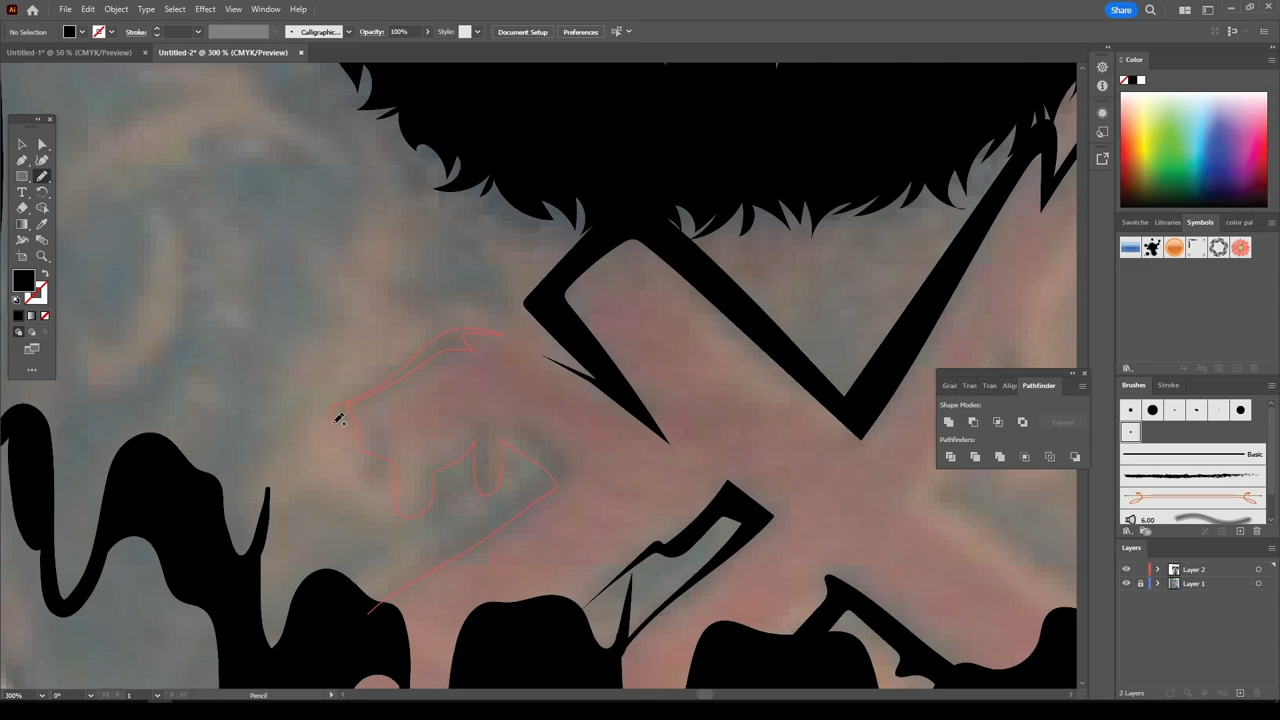 Ai File Edit Object Type Select Effect View Window Help Share
No Selection Stroke: Calligraphic... Opacity: 100% Style: Document Setup Preferences
Untitled-1* @ 50 % (CMYK/Preview) × Untitled-2* @ 300 % (CMYK/Preview) ×
Color
Swatche Libraries Symbols color pal
Grad Tran Tran Alig Pathfinder
Shape Modes:
Expand
Pathfinders:
Brushes Stroke
Basic
6.00
Layers
Layer 2
Layer 1
300% 0° 1 Pencil 2 Layers